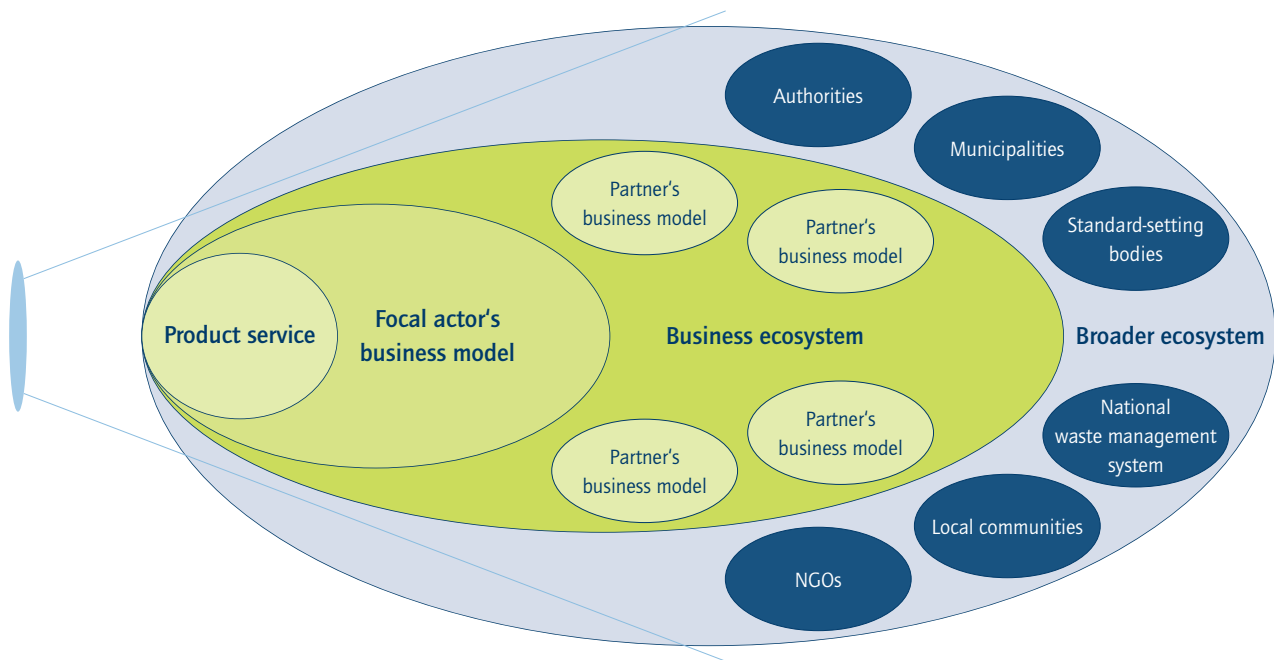 Authorities
Municipalities
Partner‘s
business model
Partner‘s
business model
Standard-setting
bodies
Product service
Focal actor‘s
business model
Business ecosystem
Broader ecosystem
Partner‘s
business model
Partner‘s
business model
National
waste management
system
Local communities
NGOs